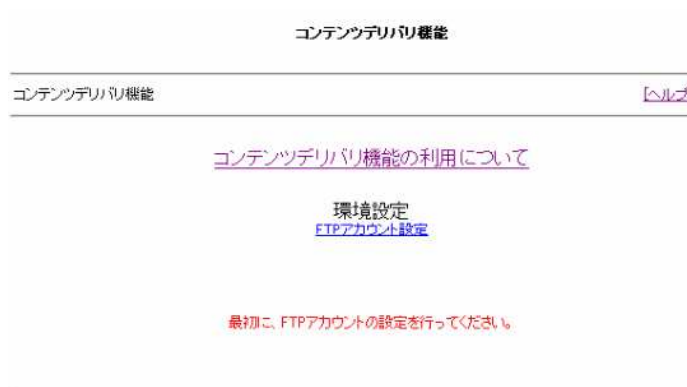 コンテンツデリバリ機能
コンテンツデリバリ機能 [ヘルプ
コンテンツデリバリ機能の利用について
環境設定
FTPアカウント設定
最初に、FTPアカウントの設定を行ってください。